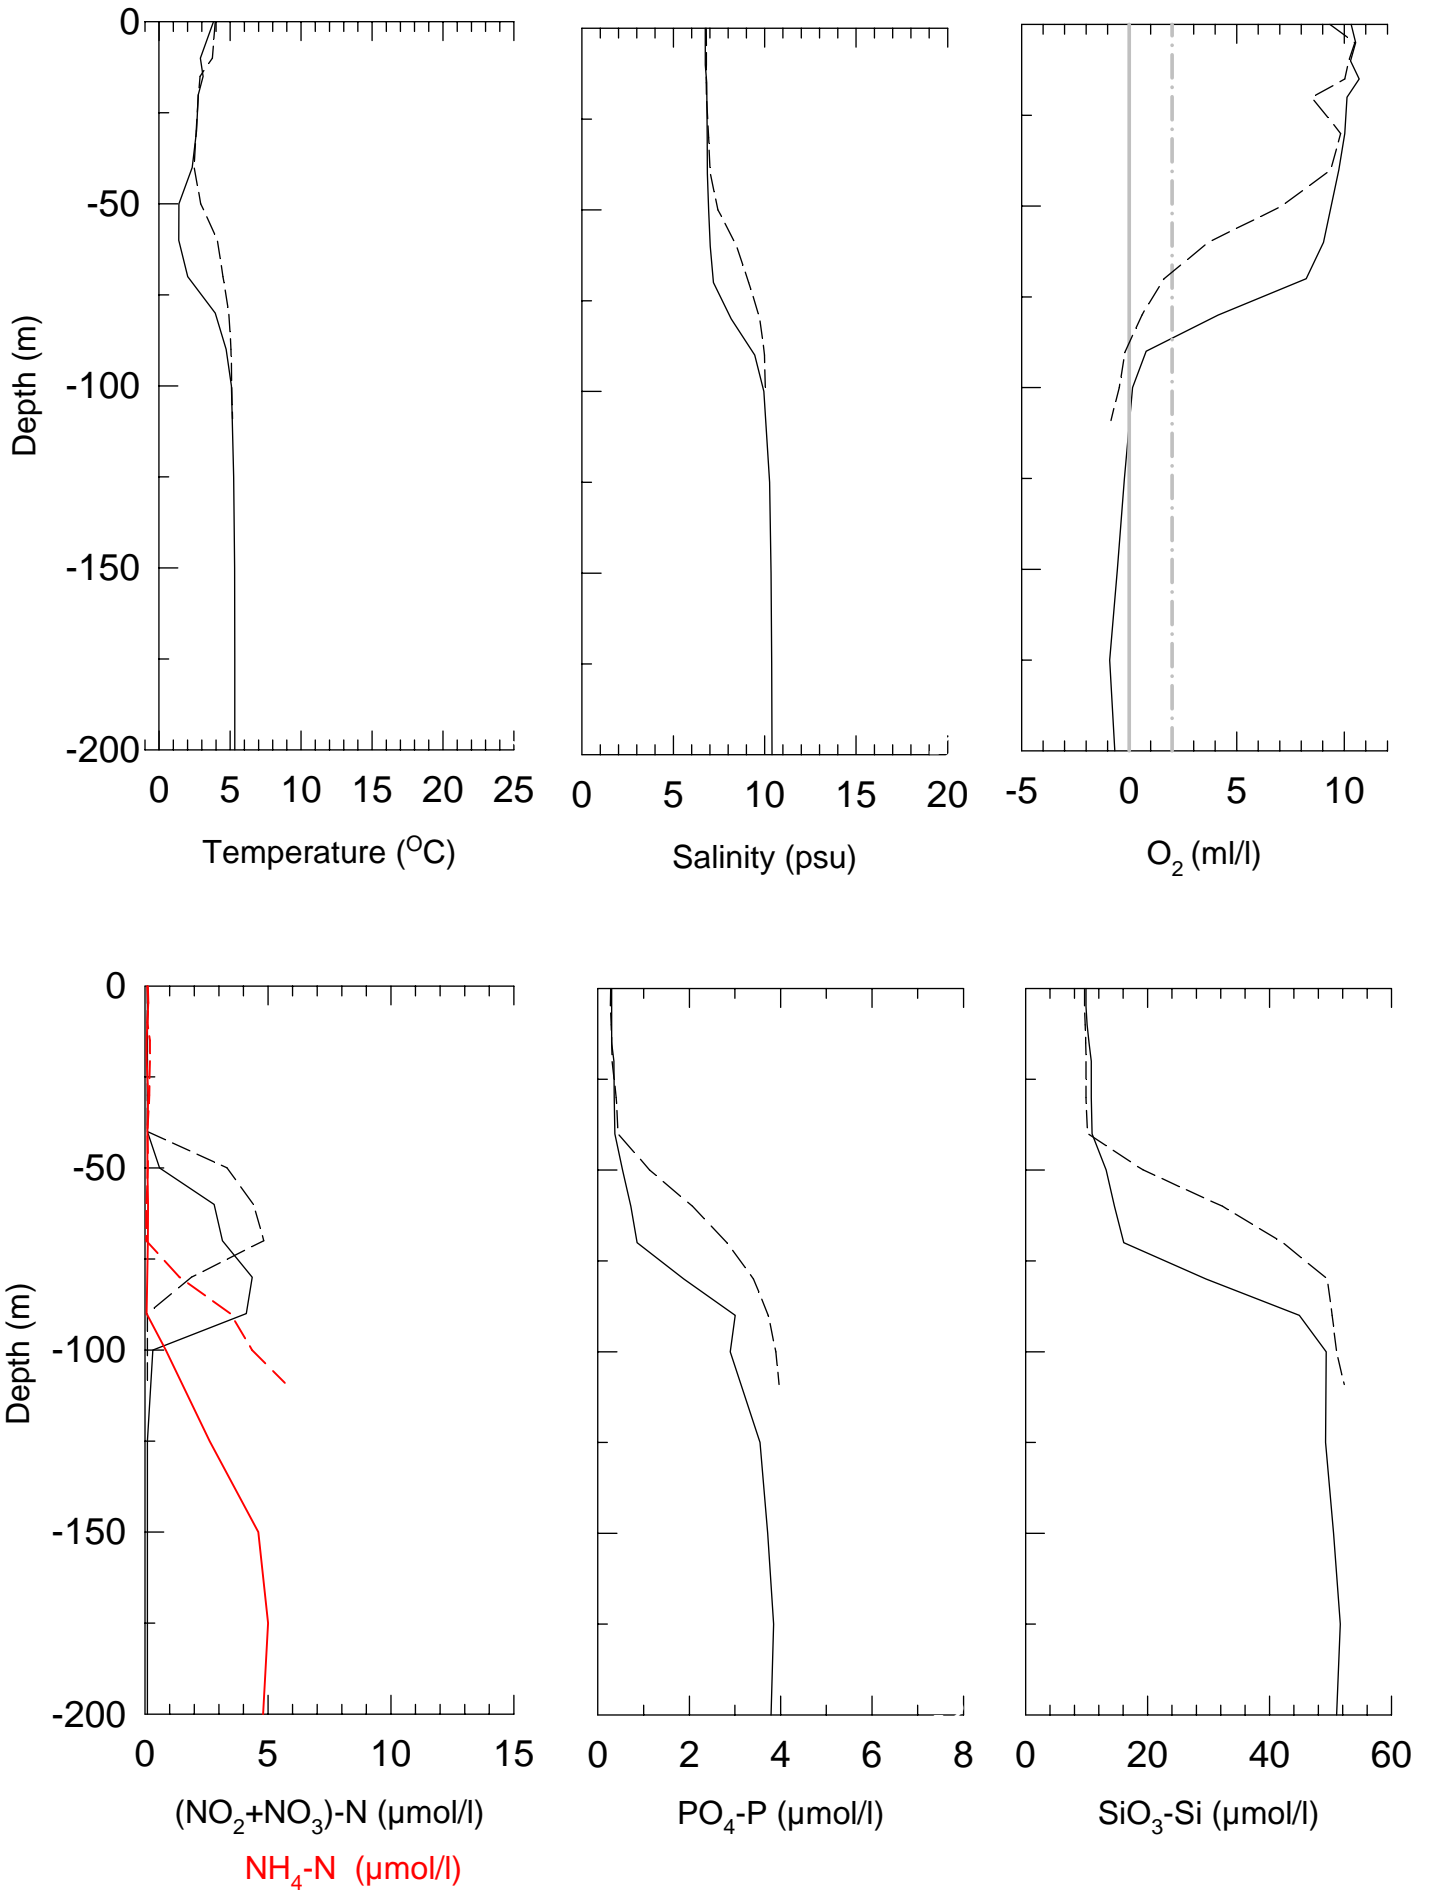 0
-50
-100
-150
-200
Depth (m)
0 5 10 15 20 25
Temperature (OC)
0 5 10 15 20
Salinity (psu)
-5 0 5 10
O2 (ml/l)
0
-50
-100
-150
-200
Depth (m)
0 5 10 15
(NO2+NO3)-N (µmol/l)
NH4-N (µmol/l)
0 2 4 6 8
PO4-P (µmol/l)
0 20 40 60
SiO3-Si (µmol/l)